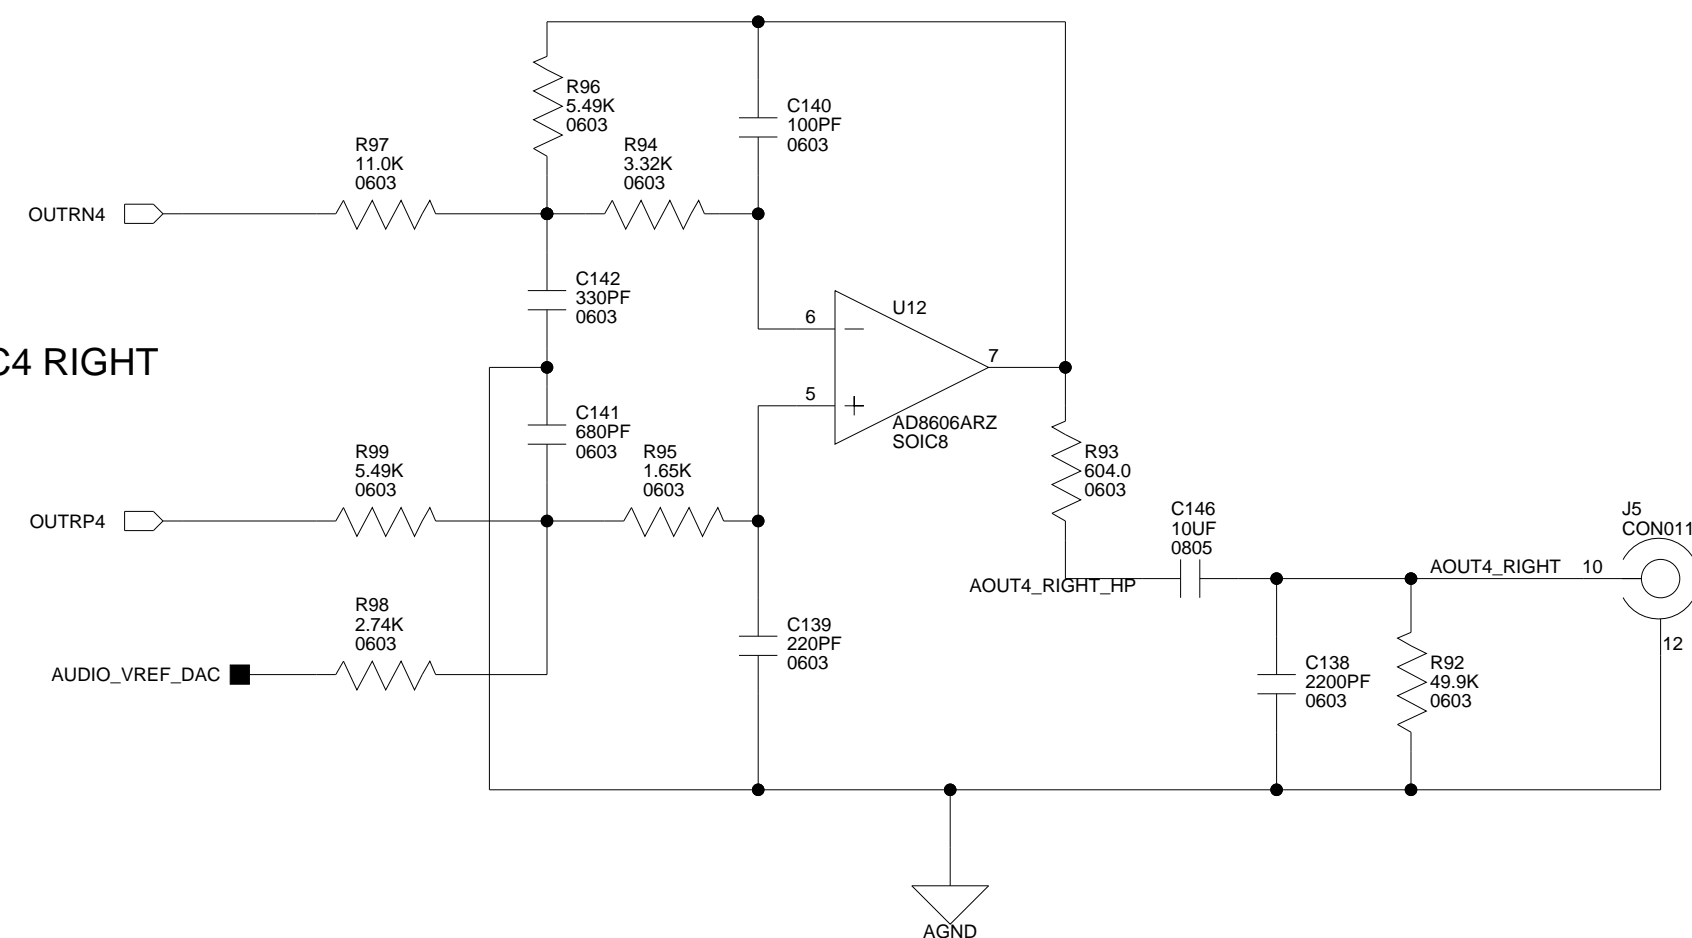 R96
5.49K
0603
C140
100PF
0603
R97
11.0K
0603
R94
3.32K
0603
OUTRN4
C142
330PF
0603
6
U12
C4 RIGHT
7
5
C141
680PF
0603
AD8606ARZ
SOIC8
R99
5.49K
0603
R95
1.65K
0603
R93
604.0
0603
OUTRP4
C146
10UF
0805
J5
CON011
AOUT4_RIGHT 10
AOUT4_RIGHT_HP
R98
2.74K
0603
C139
220PF
0603
12
AUDIO_VREF_DAC
C138
2200PF
0603
R92
49.9K
0603
AGND